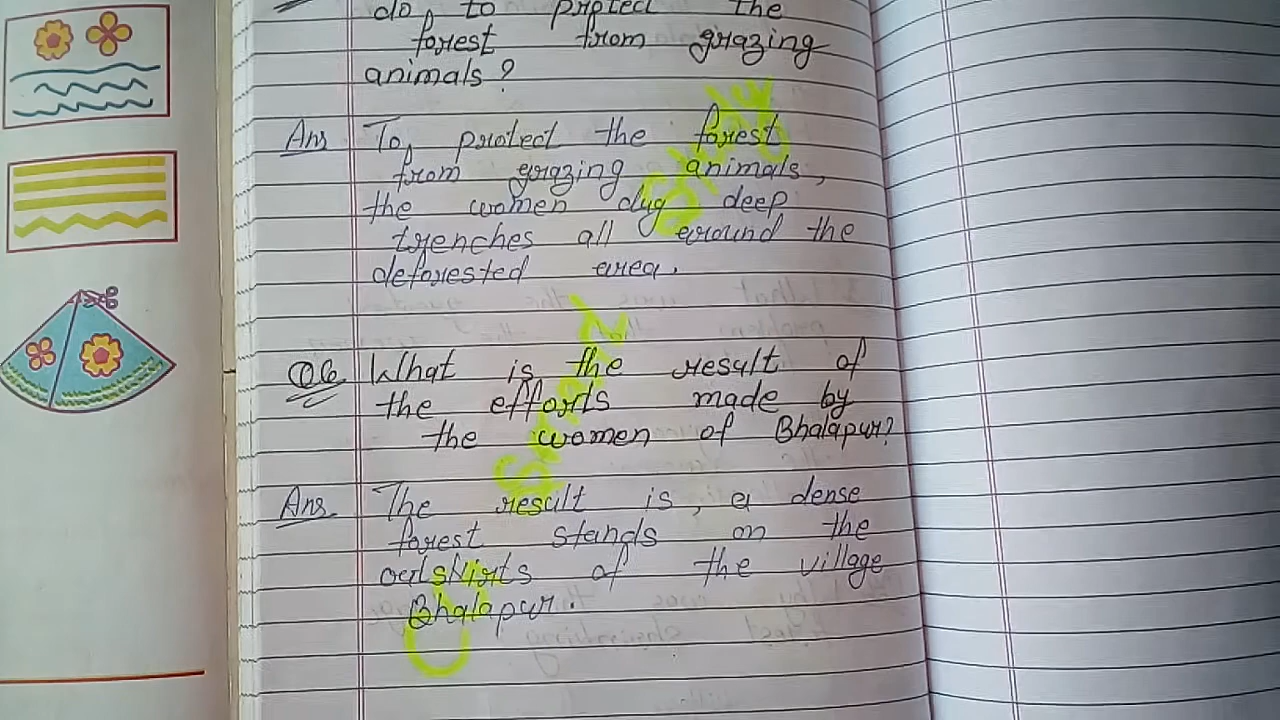 do, to protect the
forest from grazing
animals?
Ans To, protect the forest
from grazing animals,
the women dug deep
trenches all around the
deforested area.
Q6 What is the result of
the efforts made by
the women of Bhalapur?
Ans. The result is, a dense
forest stands on the
outskirts of the village
Bhalapur.